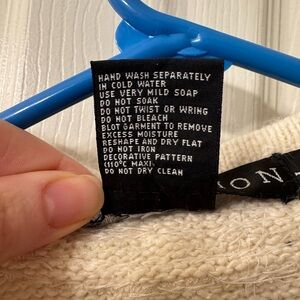 HAND WASH SEPARATELY
IN COLD WATER
USE VERY MILD SOAP
DO NOT SOAK
DO NOT TWIST OR WRING
DO NOT BLEACH
BLOT GARMENT TO REMOVE
EXCESS MOISTURE
RESHAPE AND DRY FLAT
DO NOT IRON
DECORATIVE PATTERN
(110°C MAX).
DO NOT DRY CLEAN
O N